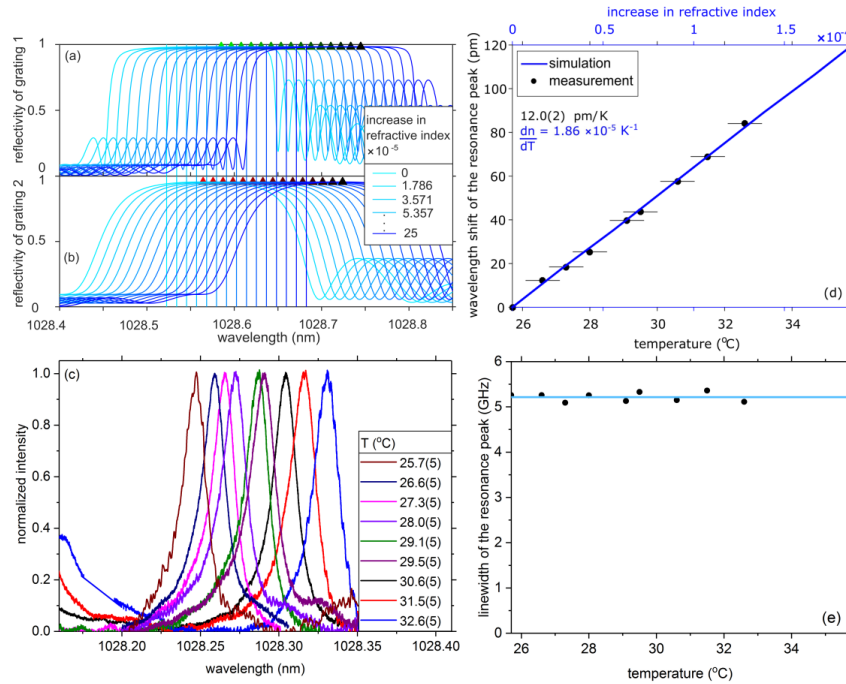 increase in refractive index
0 0.5 1 1.5
120
100
80
60
40
20
0
wavelength shift of the resonance peak (pm)
simulation
measurement
12.0(2) pm/K
dn = 1.86 ×10⁻⁵ K⁻¹
dT
(d)
26 28 30 32 34
temperature (°C)
1
0.5
0
reflectivity of grating 1
(a)
increase in
refractive index
×10⁻⁵
0
1.786
3.571
5.357
⋮
25
1
0.5
0
reflectivity of grating 2
(b)
1028.4 1028.5 1028.6 1028.7 1028.8
wavelength (nm)
(c)
1.0
0.8
0.6
0.4
0.2
0.0
normalized intensity
T (°C)
25.7(5)
26.6(5)
27.3(5)
28.0(5)
29.1(5)
29.5(5)
30.6(5)
31.5(5)
32.6(5)
1028.20 1028.25 1028.30 1028.35 1028.40
wavelength (nm)
6
5
4
3
2
1
0
linewidth of the resonance peak (GHz)
(e)
26 28 30 32 34
temperature (°C)